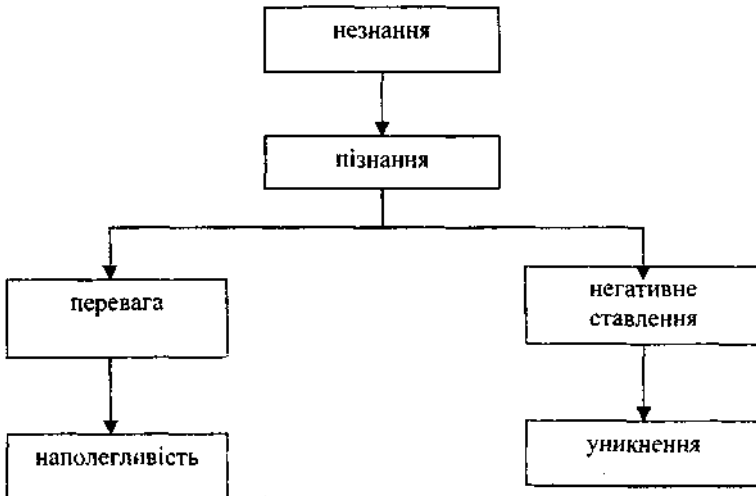 незнання
пізнання
перевага
негативне
ставлення
наполегливість
уникнення